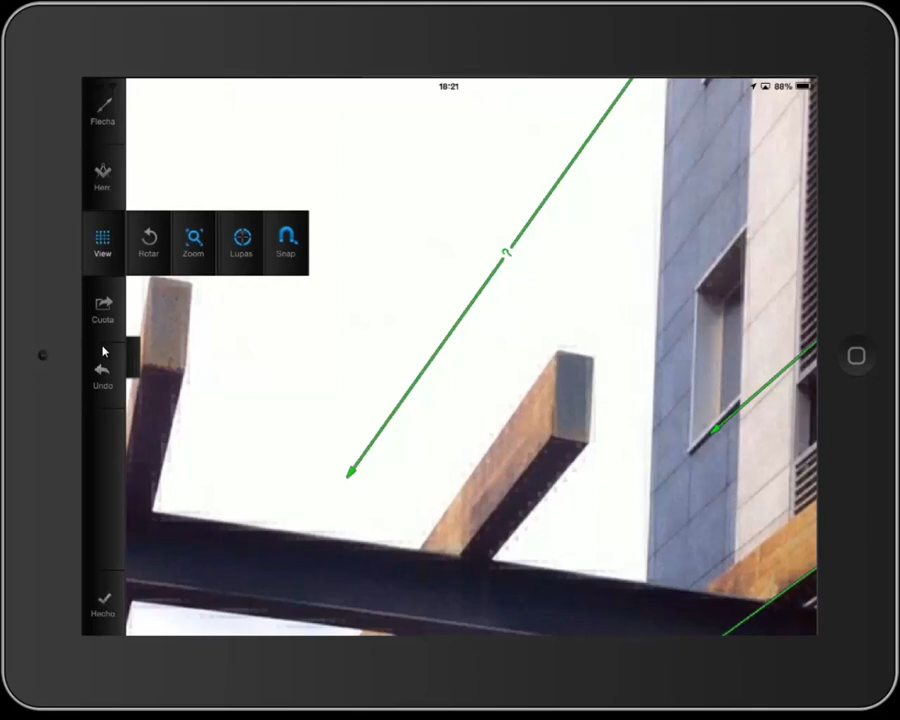 18:21
88%
Flecha
Herr.
View
Rotar
Zoom
Lupas
Snap
Cuota
Undo
Hecho
?